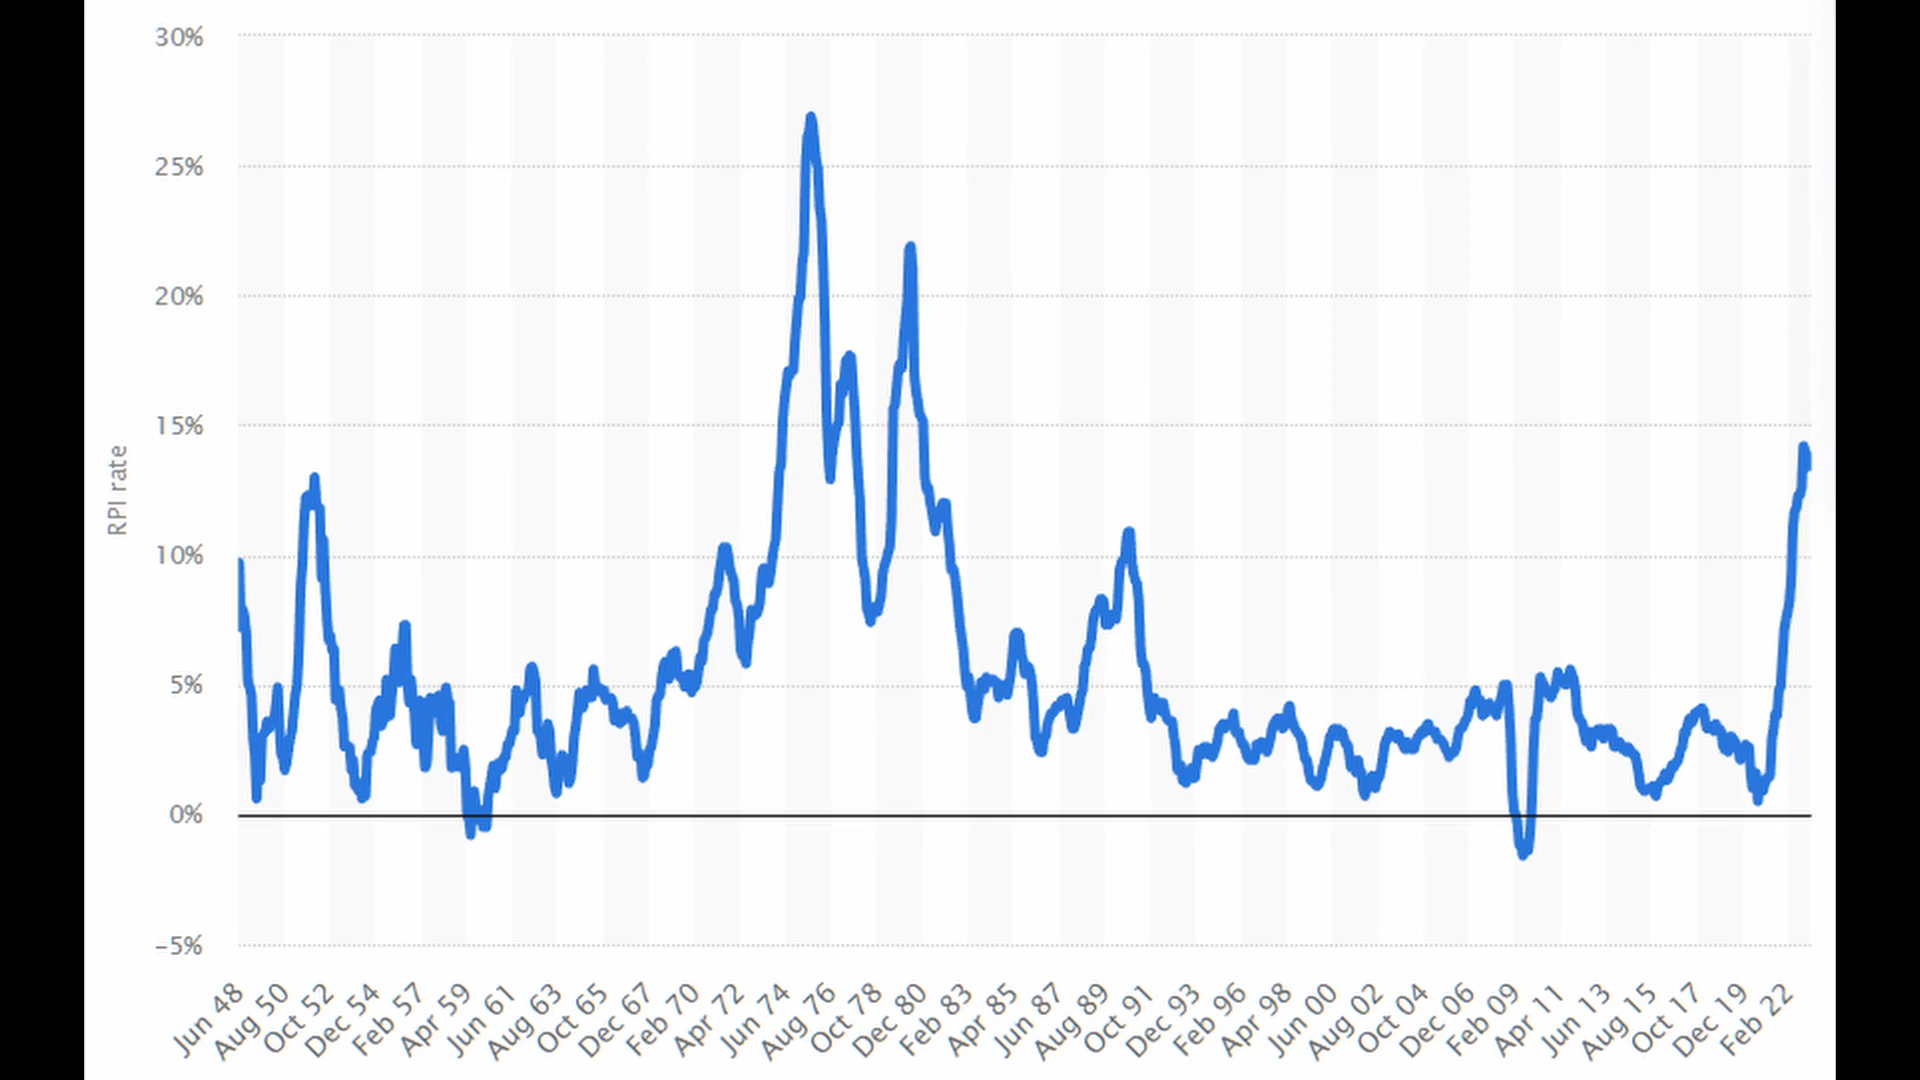 30%
25%
20%
15%
10%
5%
0%
−5%
RPI rate
Jun 48
Aug 50
Oct 52
Dec 54
Feb 57
Apr 59
Jun 61
Aug 63
Oct 65
Dec 67
Feb 70
Apr 72
Jun 74
Aug 76
Oct 78
Dec 80
Feb 83
Apr 85
Jun 87
Aug 89
Oct 91
Dec 93
Feb 96
Apr 98
Jun 00
Aug 02
Oct 04
Dec 06
Feb 09
Apr 11
Jun 13
Aug 15
Oct 17
Dec 19
Feb 22